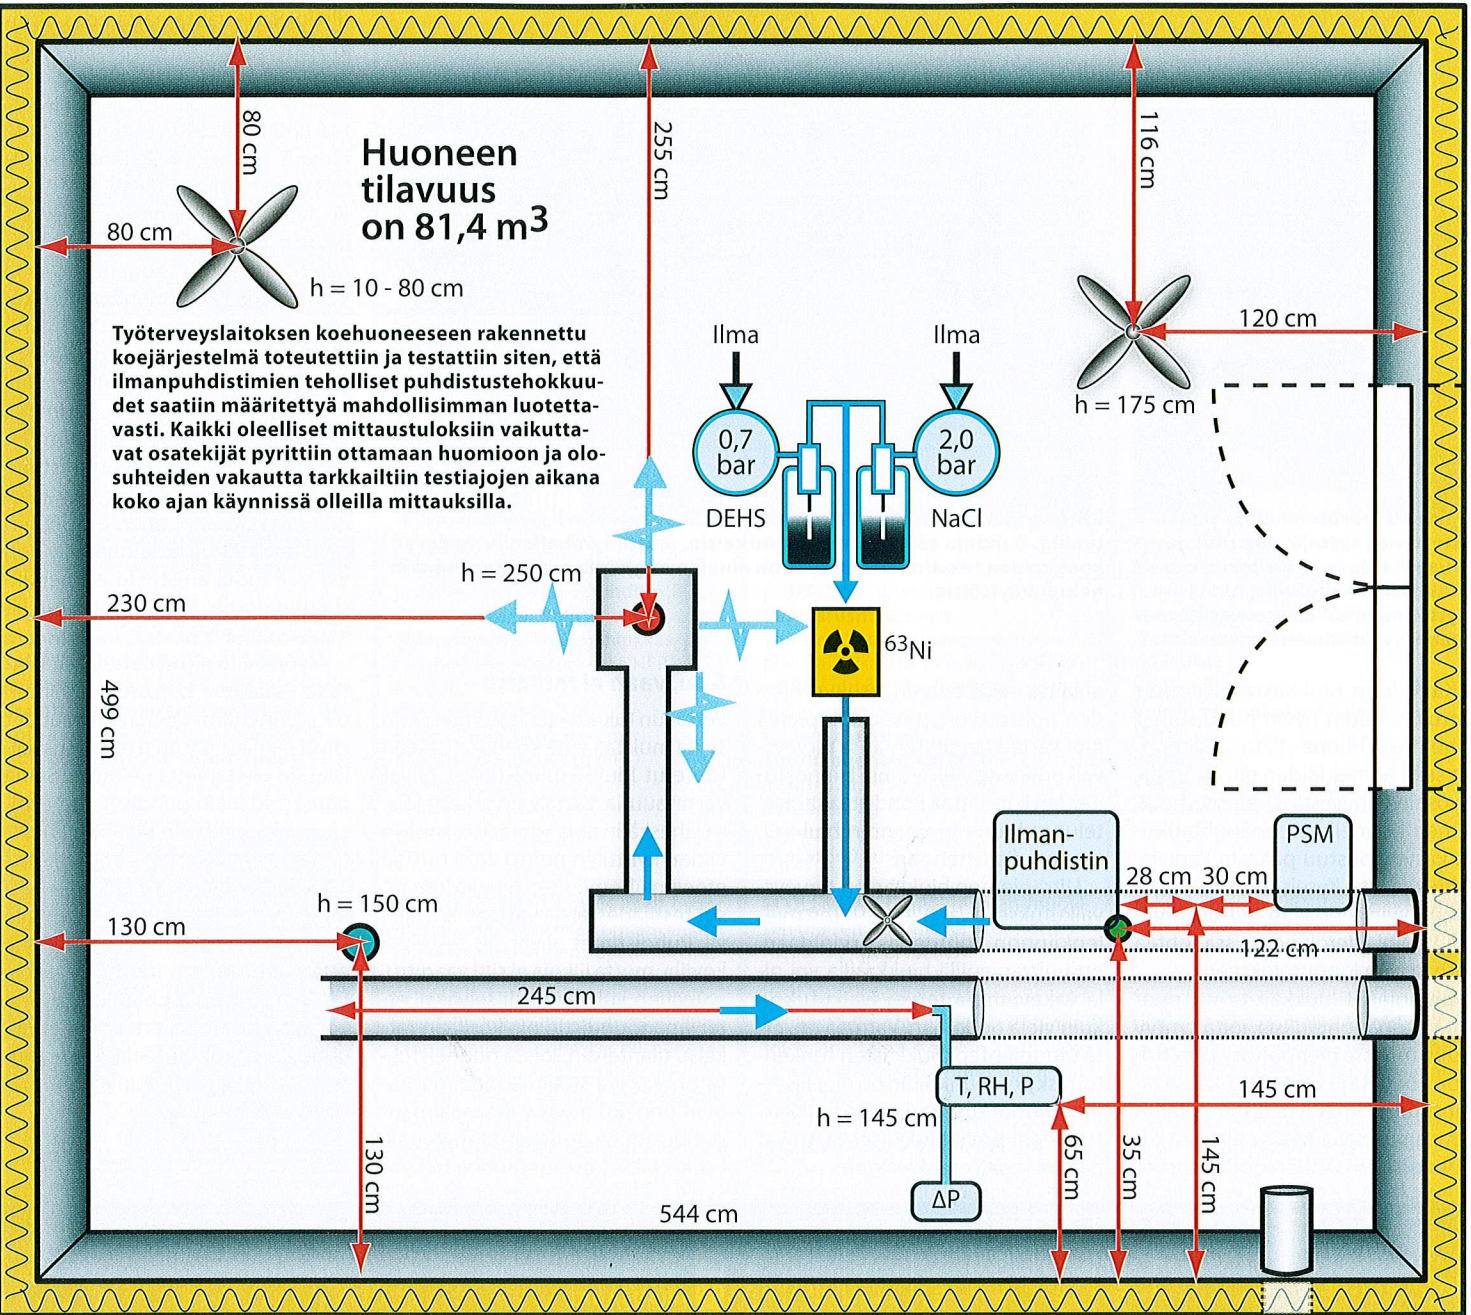 80 cm
80 cm
Huoneen
tilavuus
on 81,4 m³
h = 10 - 80 cm
255 cm
116 cm
120 cm
h = 175 cm
Työterveyslaitoksen koehuoneeseen rakennettu
koejärjestelmä toteutettiin ja testattiin siten, että
ilmanpuhdistimien teholliset puhdistustehokkuu-
det saatiin määritettyä mahdollisimman luotetta-
vasti. Kaikki oleelliset mittaustuloksiin vaikutta-
vat osatekijät pyrittiin ottamaan huomioon ja olo-
suhteiden vakautta tarkkailtiin testiajojen aikana
koko ajan käynnissä olleilla mittauksilla.
Ilma
Ilma
0,7
bar
2,0
bar
DEHS
NaCl
h = 250 cm
230 cm
⁶³Ni
499 cm
Ilman-
puhdistin
PSM
28 cm
30 cm
h = 150 cm
130 cm
122 cm
245 cm
T, RH, P
145 cm
h = 145 cm
130 cm
65 cm
35 cm
145 cm
ΔP
544 cm